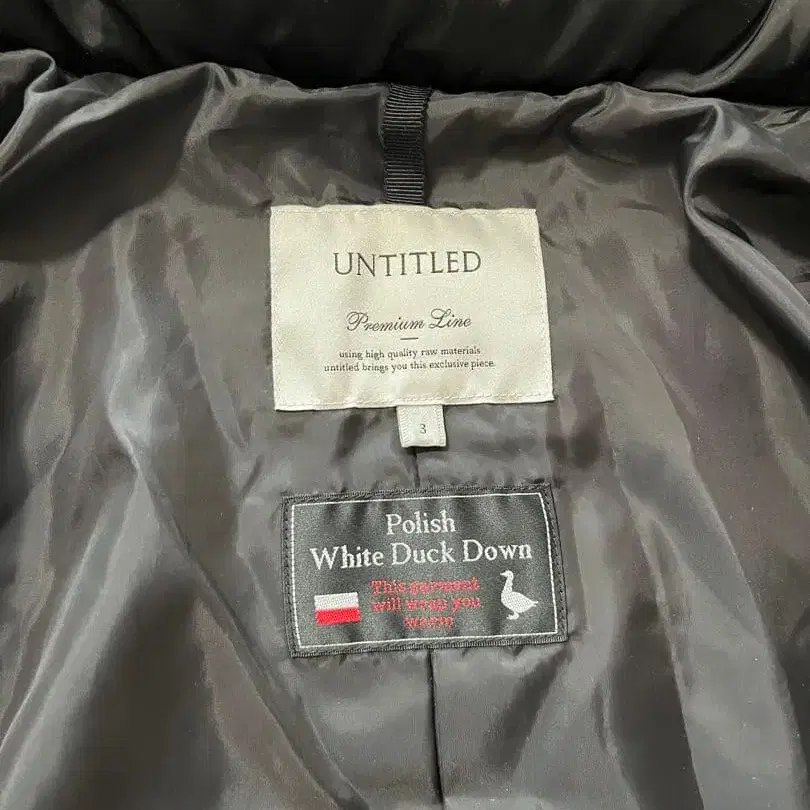 UNTITLED
Premium Line
using high quality raw materials
untitled brings you this exclusive piece.
3
Polish
White Duck Down
This garment
will wrap you
warm